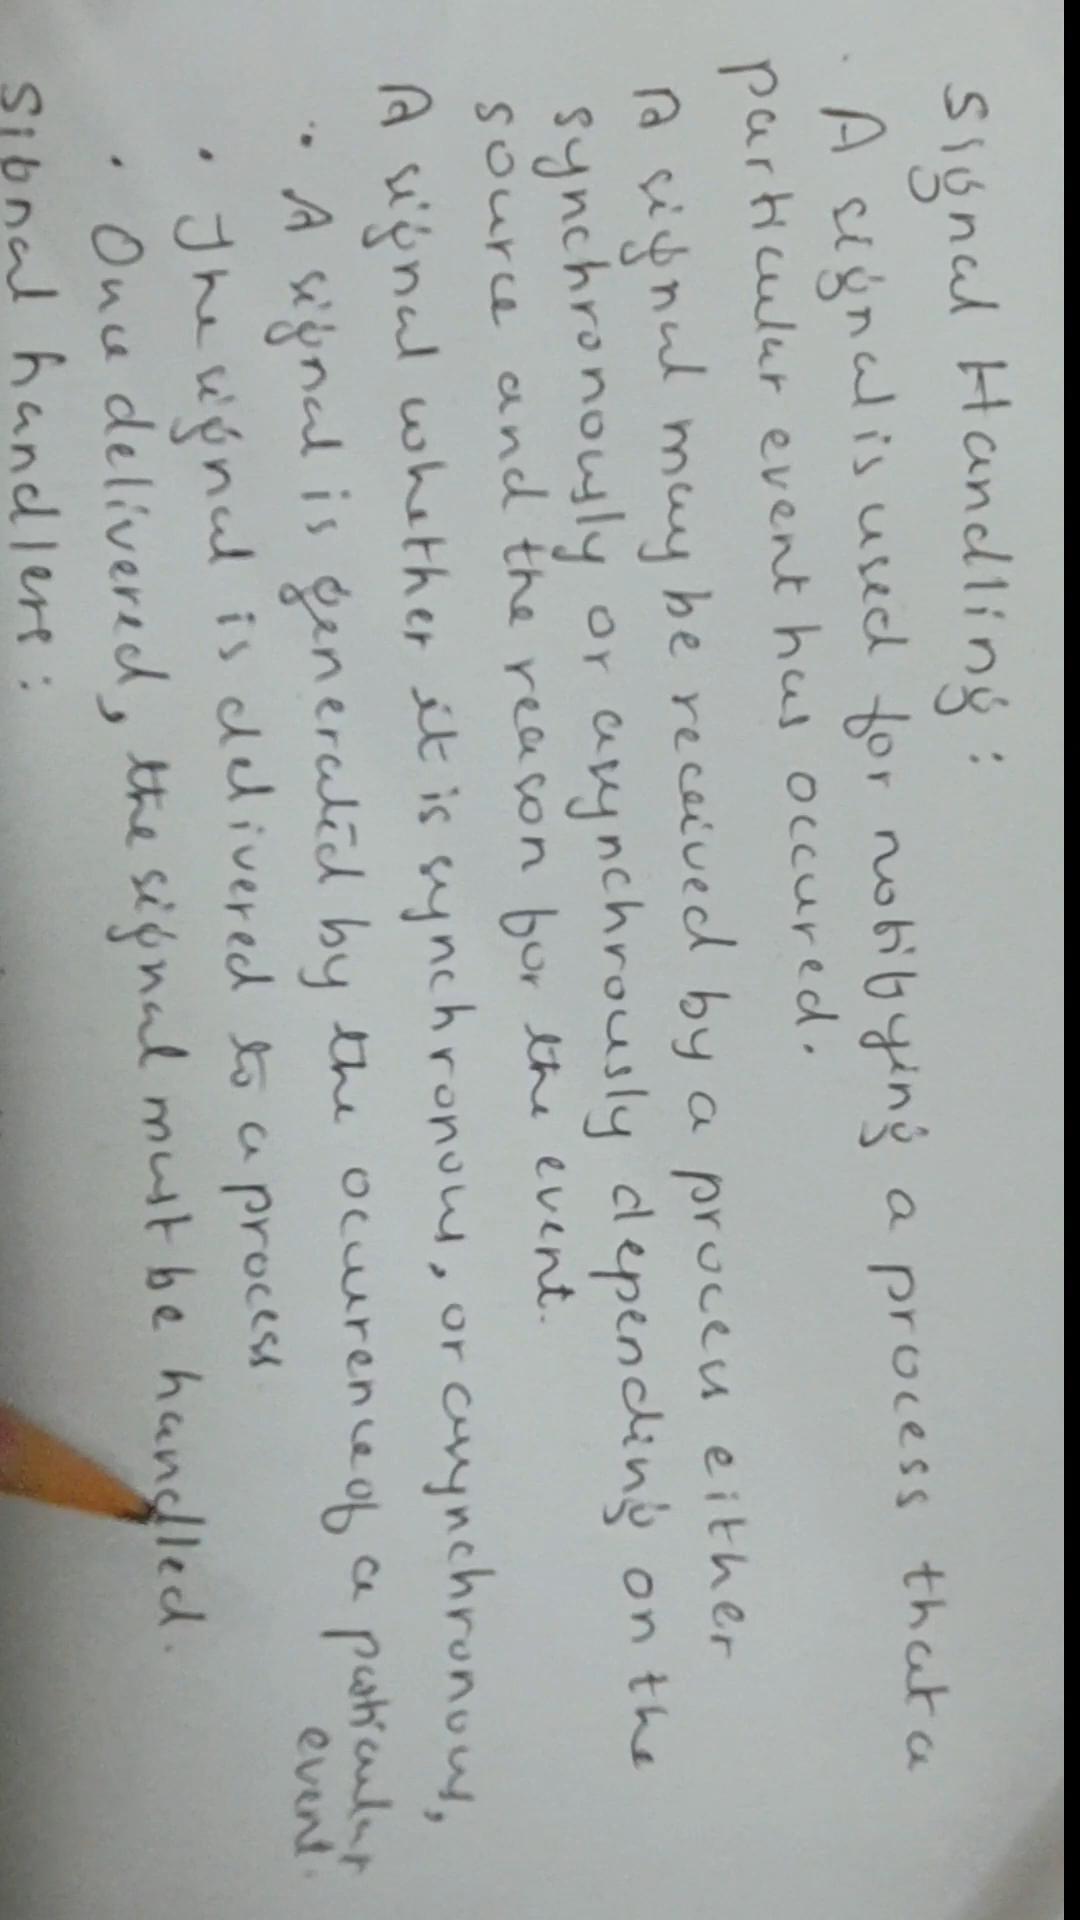 Signal Handling:
· A signal is used for notifying a process that a
particular event has occured.
A signal may be received by a process either
synchronously or asynchrously depending on the
source and the reason for the event.
A signal whether it is synchronous, or asynchronous,
· A signal is generated by the occurence of a particular
event.
· The signal is delivered to a process
· Once delivered, the signal must be handled.
Signal handlers: